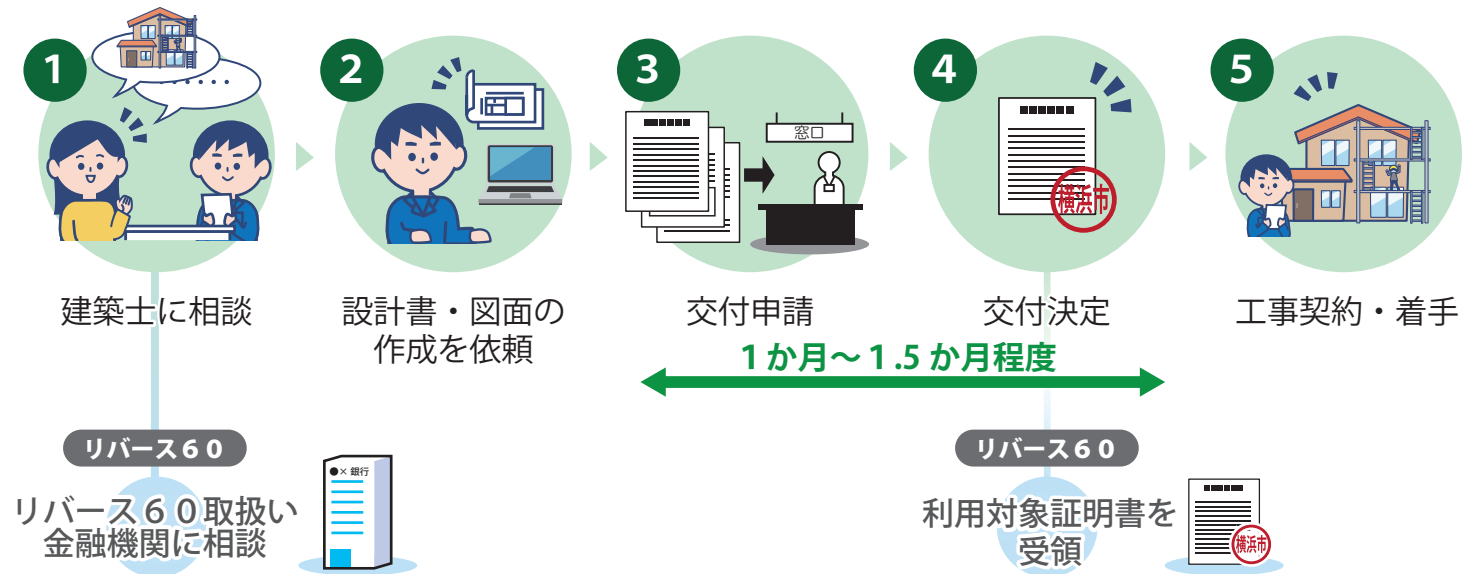 1
2
3
4
5
窓口
横浜市
建築士に相談
設計書・図面の
作成を依頼
交付申請
交付決定
工事契約・着手
1か月〜1.5か月程度
リバース60
リバース60取扱い
金融機関に相談
●×銀行
リバース60
利用対象証明書を
受領
横浜市